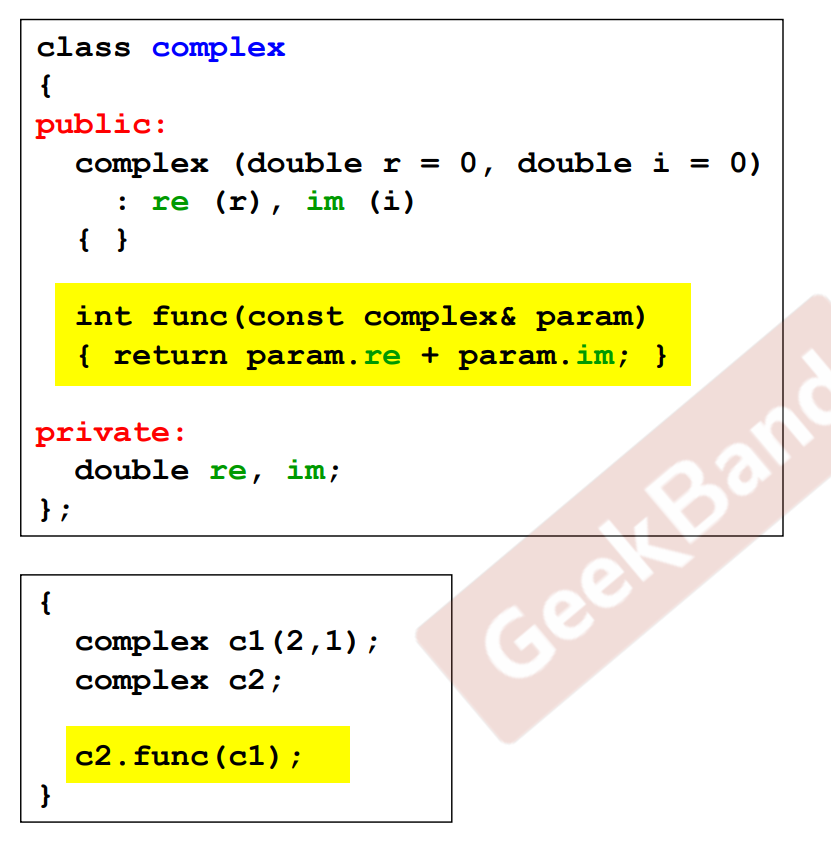 class complex
{
public:
  complex (double r = 0, double i = 0)
    : re (r), im (i)
  { }
  int func(const complex& param)
  { return param.re + param.im; }
private:
  double re, im;
};
{
  complex c1(2,1);
  complex c2;
  c2.func(c1);
}
GeekBand